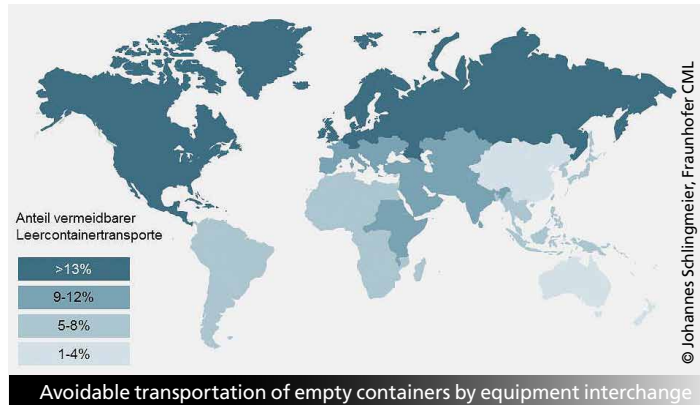 Anteil vermeidbarer
Leercontainertransporte
>13%
9-12%
5-8%
1-4%
© Johannes Schlingmeier, Fraunhofer CML
Avoidable transportation of empty containers by equipment interchange